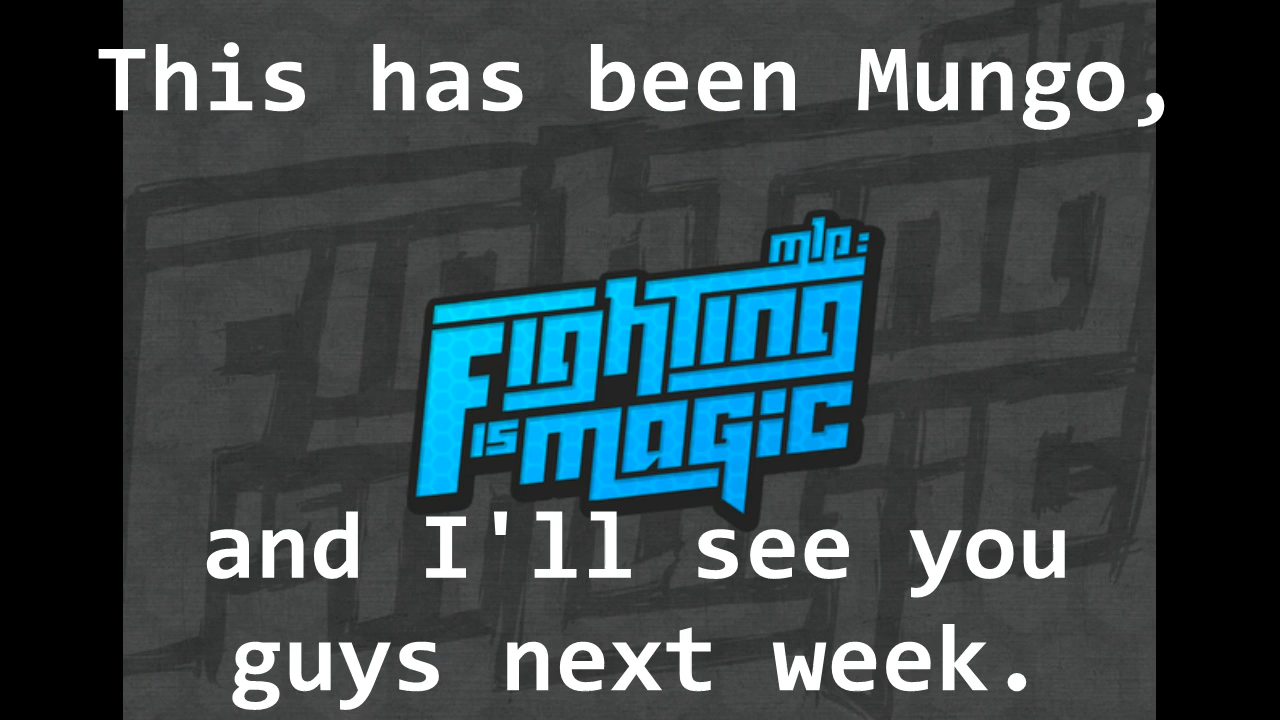 This has been Mungo,
mlp:
Fighting
is magic
and I'll see you
guys next week.